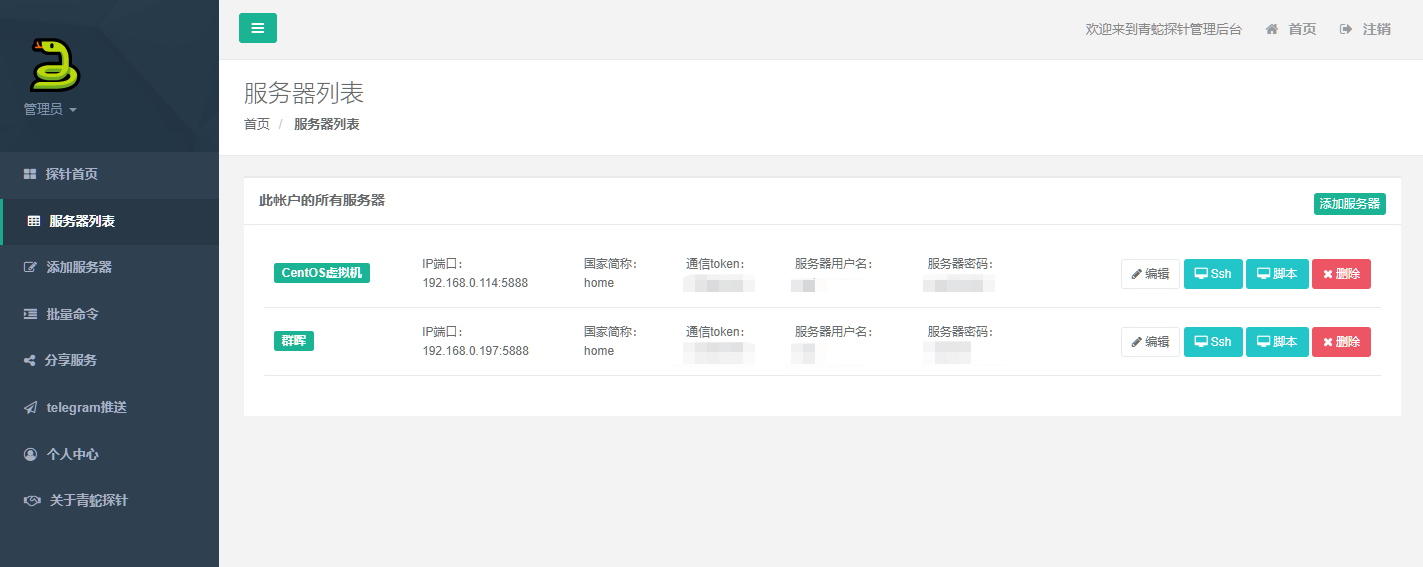 欢迎来到青蛇探针管理后台 首页 注销
管理员
服务器列表
首页 / 服务器列表
探针首页
服务器列表
添加服务器
批量命令
分享服务
telegram推送
个人中心
关于青蛇探针
此帐户的所有服务器 添加服务器
CentOS虚拟机 IP端口: 国家简称: 通信token: 服务器用户名: 服务器密码: 编辑 Ssh 脚本 删除
192.168.0.114:5888 home
群晖 IP端口: 国家简称: 通信token: 服务器用户名: 服务器密码: 编辑 Ssh 脚本 删除
192.168.0.197:5888 home